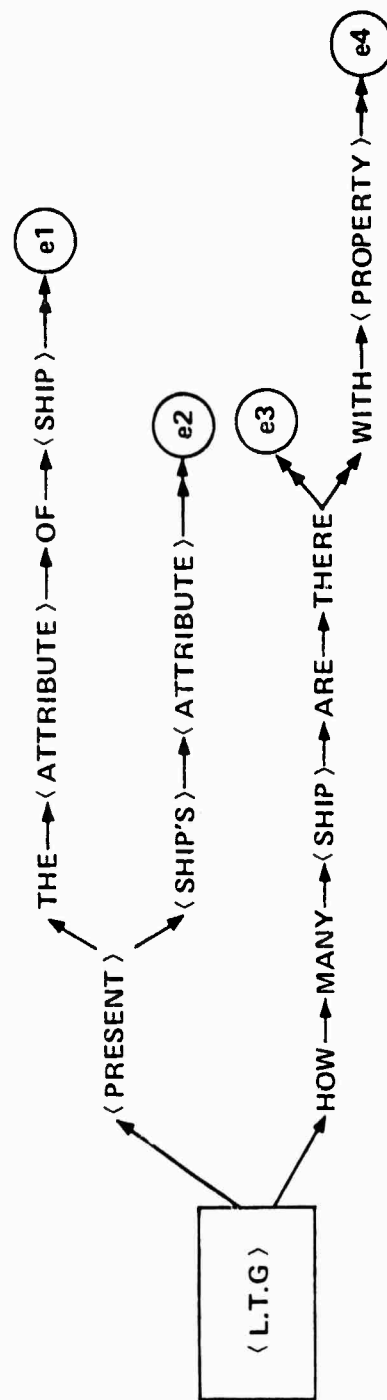 ⟨L.T.G⟩
⟨PRESENT⟩
THE ⟨ATTRIBUTE⟩ OF ⟨SHIP⟩ e1
⟨SHIP'S⟩ ⟨ATTRIBUTE⟩ e2
HOW MANY ⟨SHIP⟩ ARE THERE e3
WITH ⟨PROPERTY⟩ e4